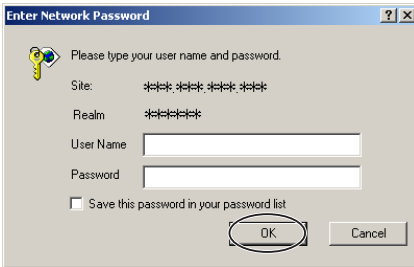 Enter Network Password
Please type your user name and password.
Site: ***.***.***.***
Realm *******
User Name
Password
Save this password in your password list
OK Cancel